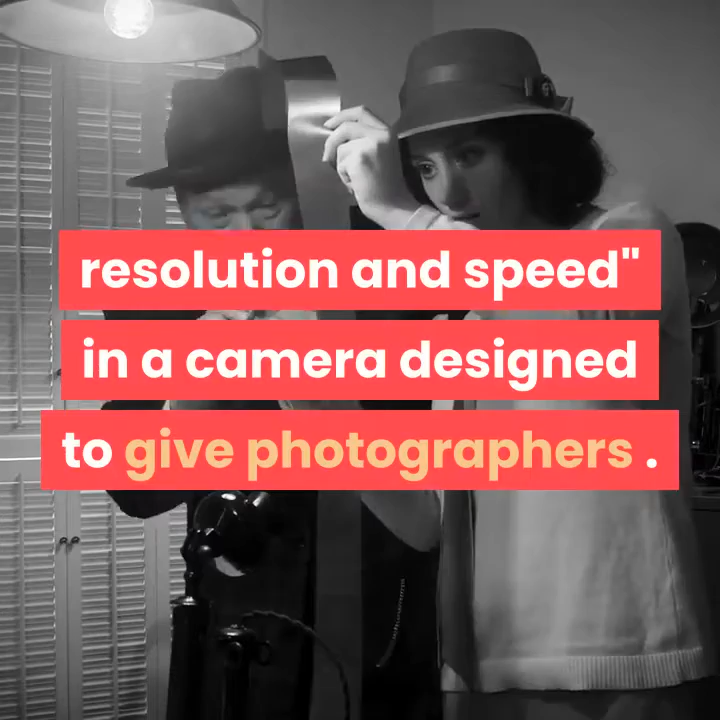 resolution and speed"
in a camera designed
to give photographers .